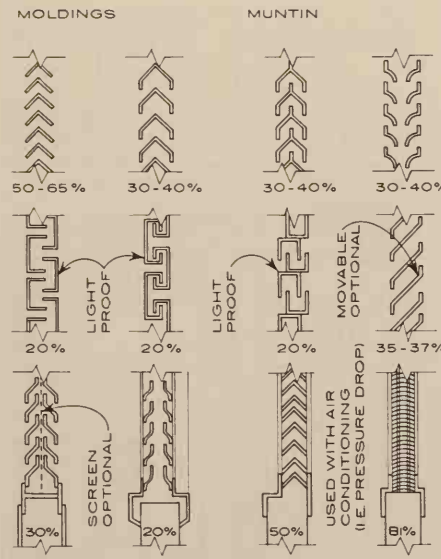 MOLDINGS
MUNTIN
50-65%
30-40%
30-40%
30-40%
LIGHT
PROOF
LIGHT
PROOF
MOVABLE
OPTIONAL
20%
20%
20%
35-37%
SCREEN
OPTIONAL
USED WITH AIR
CONDITIONING
(I.E. PRESSURE DROP)
30%
20%
50%
81%